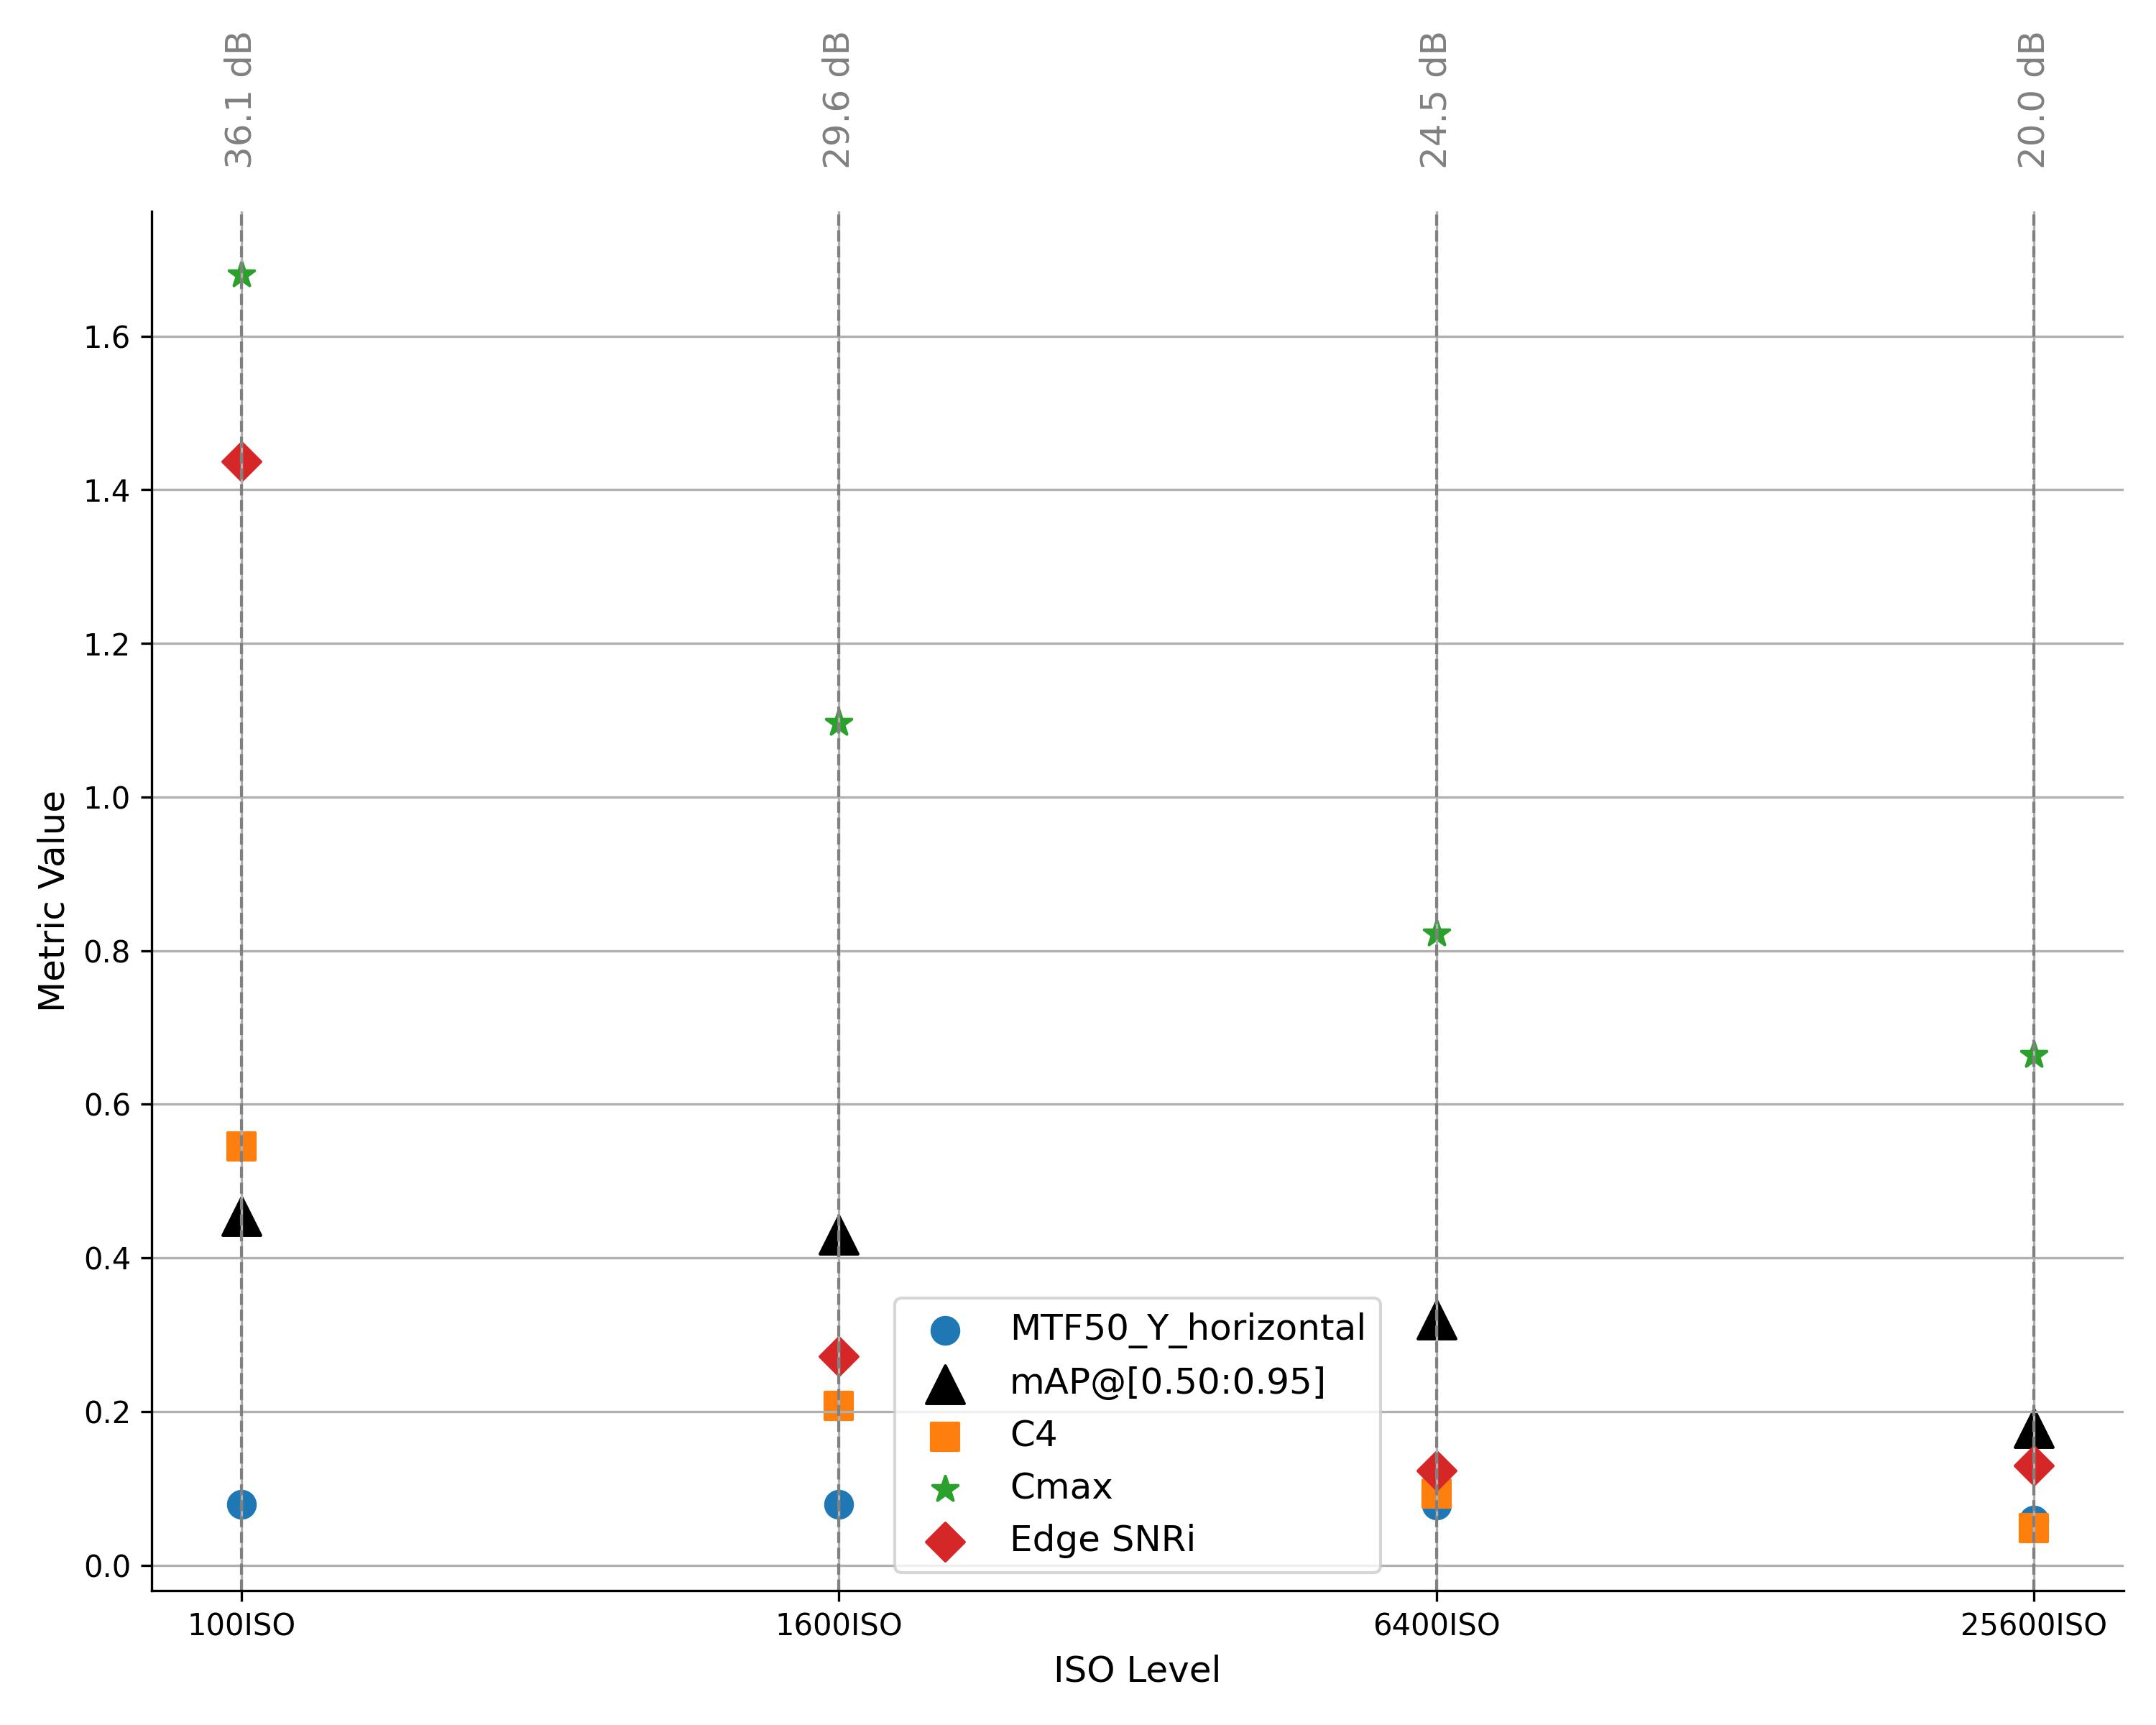 36.1 dB
29.6 dB
24.5 dB
20.0 dB
1.6
1.4
1.2
1.0
0.8
0.6
0.4
0.2
0.0
Metric Value
MTF50_Y_horizontal
mAP@[0.50:0.95]
C4
Cmax
Edge SNRi
100ISO
1600ISO
6400ISO
25600ISO
ISO Level